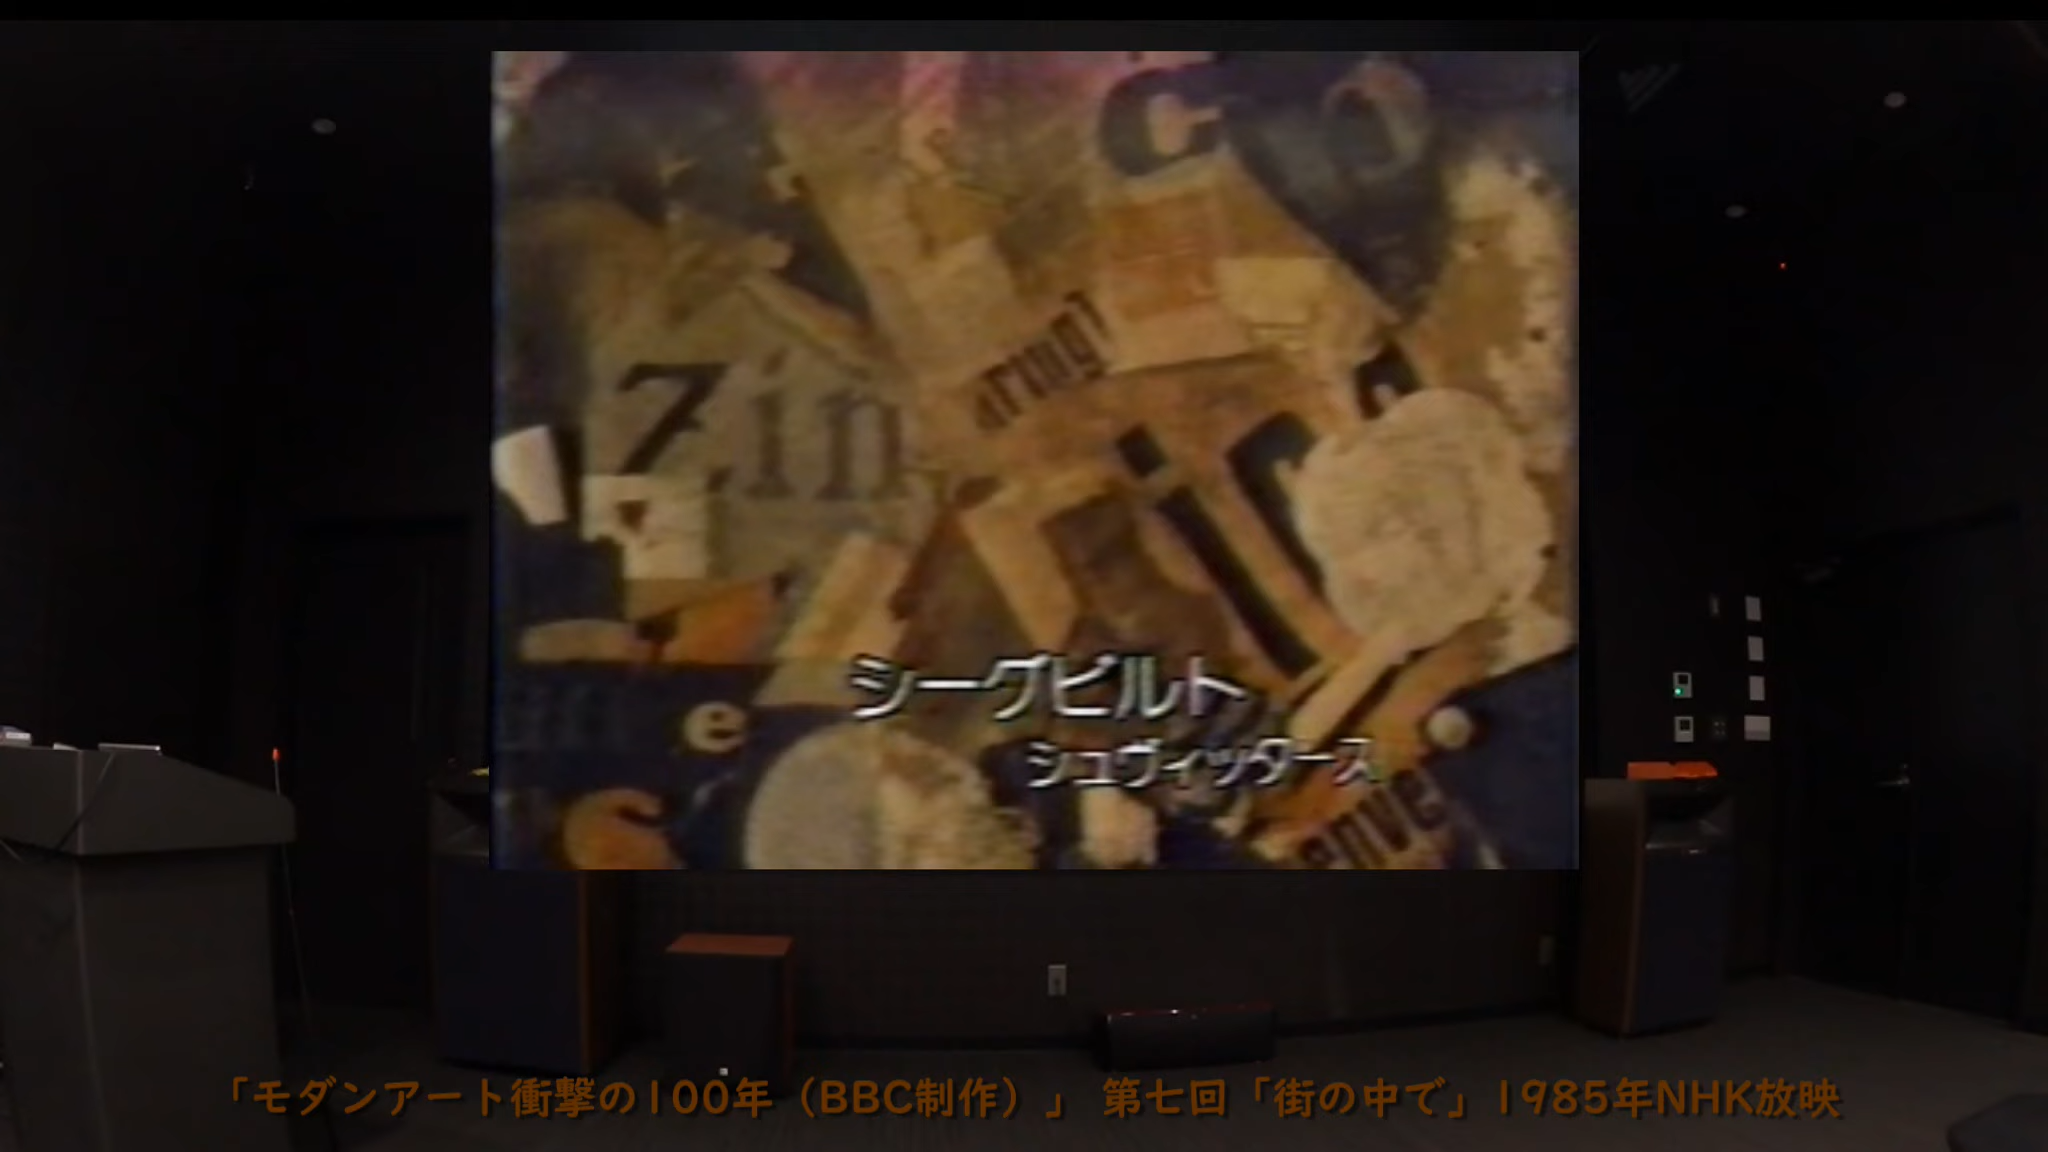 C
Zin
e
シーグビルト
シュヴィッタース
「モダンアート衝撃の100年（BBC制作）」 第七回「街の中で」1985年NHK放映